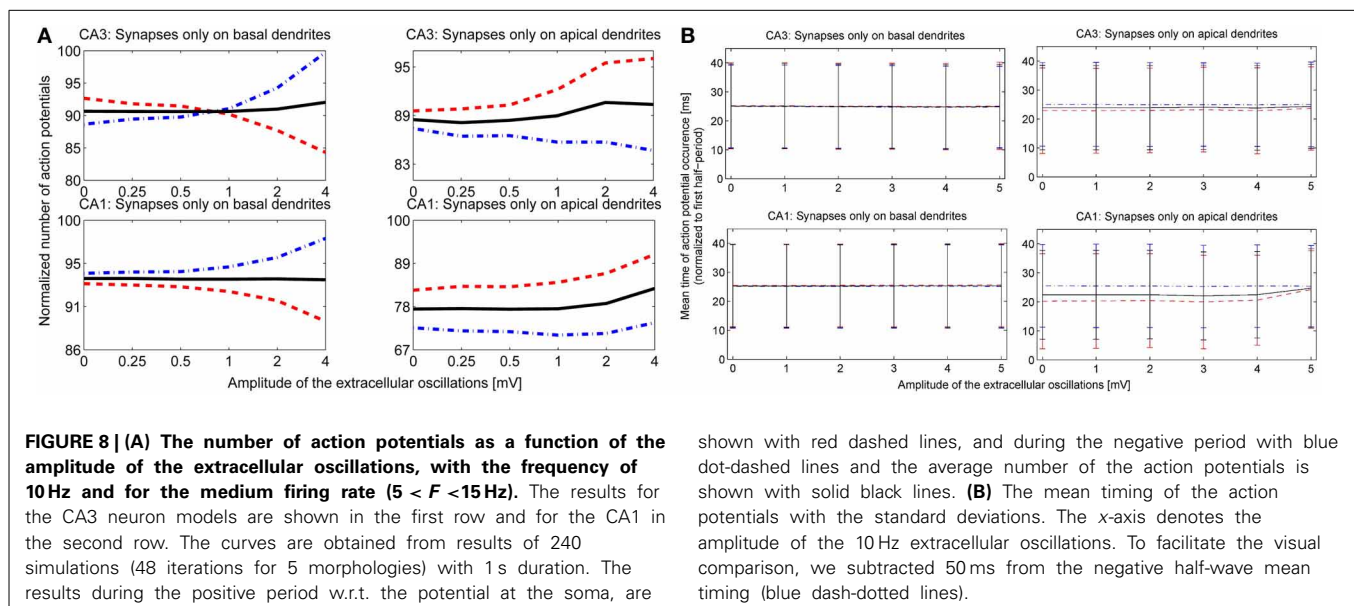 A
CA3: Synapses only on basal dendrites
100
95
90
85
80
0 0.25 0.5 1 2 4
CA3: Synapses only on apical dendrites
95
89
83
0 0.25 0.5 1 2 4
CA1: Synapses only on basal dendrites
100
95
93
91
86
0 0.25 0.5 1 2 4
CA1: Synapses only on apical dendrites
100
89
78
67
0 0.25 0.5 1 2 4
Normalized number of action potentials
Amplitude of the extracellular oscillations [mV]
B
CA3: Synapses only on basal dendrites
50
40
30
20
10
0
0 1 2 3 4 5
CA3: Synapses only on apical dendrites
50
40
30
20
10
0
0 1 2 3 4 5
CA1: Synapses only on basal dendrites
40
30
20
10
0
0 1 2 3 4 5
CA1: Synapses only on apical dendrites
40
30
20
10
0
0 1 2 3 4 5
Mean time of action potential occurence [ms]
(normalized to first half-period)
Amplitude of the extracellular oscillations [mV]
FIGURE 8 | (A) The number of action potentials as a function of the
amplitude of the extracellular oscillations, with the frequency of
10 Hz and for the medium firing rate (5 < F <15 Hz). The results for
the CA3 neuron models are shown in the first row and for the CA1 in
the second row. The curves are obtained from results of 240
simulations (48 iterations for 5 morphologies) with 1 s duration. The
results during the positive period w.r.t. the potential at the soma, are
shown with red dashed lines, and during the negative period with blue
dot-dashed lines and the average number of the action potentials is
shown with solid black lines. (B) The mean timing of the action
potentials with the standard deviations. The x-axis denotes the
amplitude of the 10 Hz extracellular oscillations. To facilitate the visual
comparison, we subtracted 50 ms from the negative half-wave mean
timing (blue dash-dotted lines).